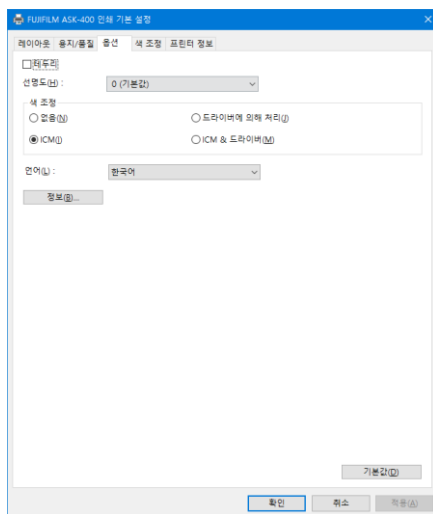 FUJIFILM ASK-400 인쇄 기본 설정
레이아웃 용지/품질 옵션 색 조정 프린터 정보
테두리
선명도(H) : 0 (기본값)
색 조정
없음(N) 드라이버에 의해 처리(J)
ICM(I) ICM & 드라이버(M)
언어(L) : 한국어
정보(B)...
기본값(D)
확인 취소 적용(A)